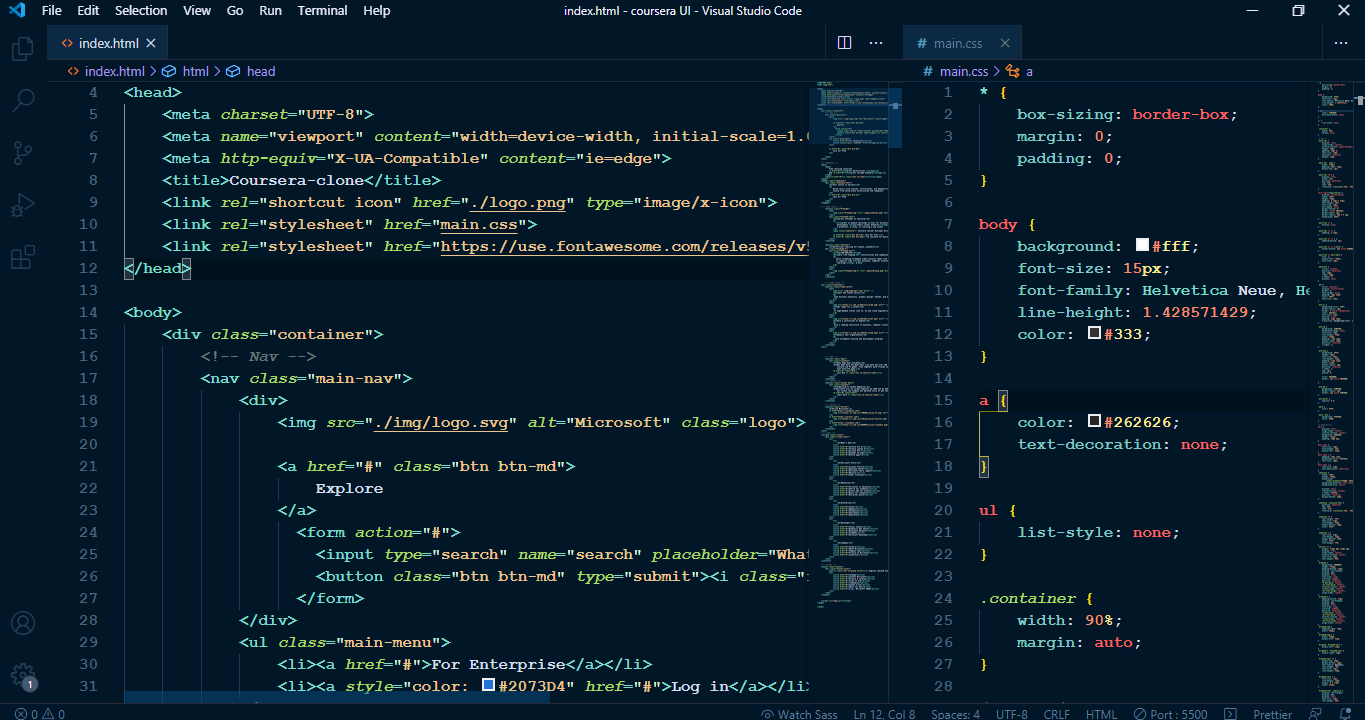 File Edit Selection View Go Run Terminal Help index.html - coursera UI - Visual Studio Code
<> index.html ×
index.html > html > head
4 <head>
5 <meta charset="UTF-8">
6 <meta name="viewport" content="width=device-width, initial-scale=1.0
7 <meta http-equiv="X-UA-Compatible" content="ie=edge">
8 <title>Coursera-clone</title>
9 <link rel="shortcut icon" href="./logo.png" type="image/x-icon">
10 <link rel="stylesheet" href="main.css">
11 <link rel="stylesheet" href="https://use.fontawesome.com/releases/v5
12 </head>
13
14 <body>
15 <div class="container">
16 <!-- Nav -->
17 <nav class="main-nav">
18 <div>
19 <img src="./img/logo.svg" alt="Microsoft" class="logo">
20
21 <a href="#" class="btn btn-md">
22 Explore
23 </a>
24 <form action="#">
25 <input type="search" name="search" placeholder="What
26 <button class="btn btn-md" type="submit"><i class="
27 </form>
28 </div>
29 <ul class="main-menu">
30 <li><a href="#">For Enterprise</a></li>
31 <li><a style="color: #2073D4" href="#">Log in</a></li>
# main.css ×
# main.css > a
1 * {
2 box-sizing: border-box;
3 margin: 0;
4 padding: 0;
5 }
6
7 body {
8 background: #fff;
9 font-size: 15px;
10 font-family: Helvetica Neue, He
11 line-height: 1.428571429;
12 color: #333;
13 }
14
15 a {
16 color: #262626;
17 text-decoration: none;
18 }
19
20 ul {
21 list-style: none;
22 }
23
24 .container {
25 width: 90%;
26 margin: auto;
27 }
28
1
0 0 Watch Sass Ln 12, Col 8 Spaces: 4 UTF-8 CRLF HTML Port : 5500 Prettier